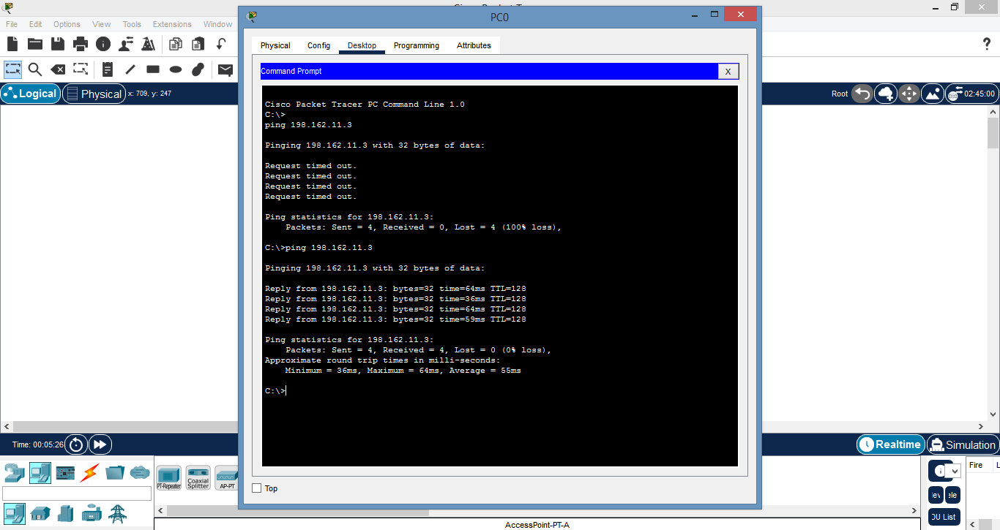 PC0
File Edit Options View Tools Extensions Window
?
Physical Config Desktop Programming Attributes
Command Prompt
X
Logical Physical x: 709, y: 247
Root 02:45:00
Cisco Packet Tracer PC Command Line 1.0
C:\>
ping 198.162.11.3
Pinging 198.162.11.3 with 32 bytes of data:
Request timed out.
Request timed out.
Request timed out.
Request timed out.
Ping statistics for 198.162.11.3:
Packets: Sent = 4, Received = 0, Lost = 4 (100% loss),
C:\>ping 198.162.11.3
Pinging 198.162.11.3 with 32 bytes of data:
Reply from 198.162.11.3: bytes=32 time=64ms TTL=128
Reply from 198.162.11.3: bytes=32 time=36ms TTL=128
Reply from 198.162.11.3: bytes=32 time=64ms TTL=128
Reply from 198.162.11.3: bytes=32 time=59ms TTL=128
Ping statistics for 198.162.11.3:
Packets: Sent = 4, Received = 4, Lost = 0 (0% loss),
Approximate round trip times in milli-seconds:
Minimum = 36ms, Maximum = 64ms, Average = 55ms
C:\>
Time: 00:05:26
Realtime Simulation
PT-Repeater
Coaxial
Splitter
AP-PT
Top
Fire L
DU List
AccessPoint-PT-A